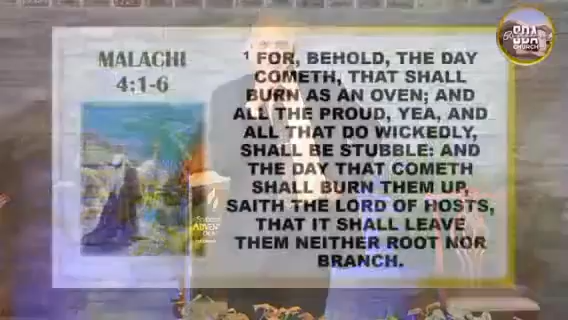 MALACHI
4:1-6
¹ FOR, BEHOLD, THE DAY
COMETH, THAT SHALL
BURN AS AN OVEN; AND
ALL THE PROUD, YEA, AND
ALL THAT DO WICKEDLY,
SHALL BE STUBBLE: AND
THE DAY THAT COMETH
SHALL BURN THEM UP,
SAITH THE LORD OF HOSTS,
THAT IT SHALL LEAVE
THEM NEITHER ROOT NOR
BRANCH.
SDA
CHURCH